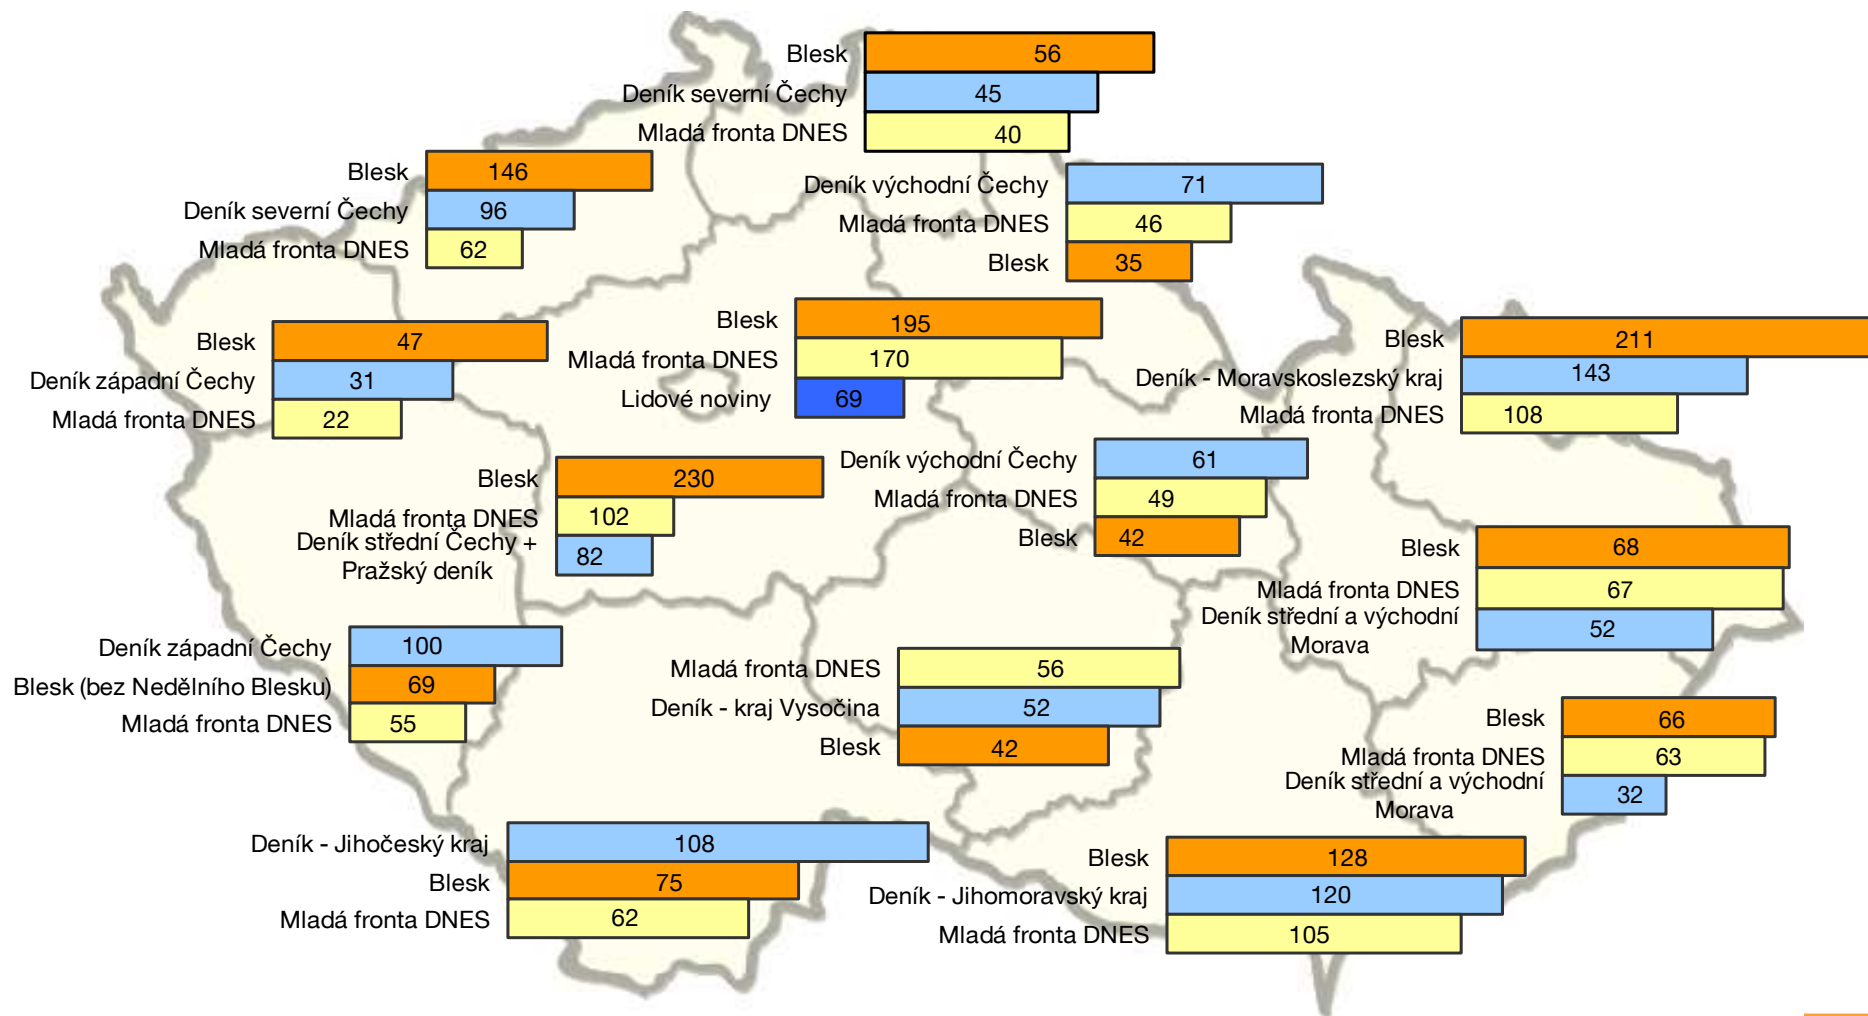 Blesk 56
Deník severní Čechy 45
Mladá fronta DNES 40
Blesk 146
Deník severní Čechy 96
Mladá fronta DNES 62
Deník východní Čechy 71
Mladá fronta DNES 46
Blesk 35
Blesk 47
Deník západní Čechy 31
Mladá fronta DNES 22
Blesk 195
Mladá fronta DNES 170
Lidové noviny 69
Blesk 211
Deník - Moravskoslezský kraj 143
Mladá fronta DNES 108
Blesk 230
Mladá fronta DNES 102
Deník střední Čechy +
Pražský deník 82
Deník východní Čechy 61
Mladá fronta DNES 49
Blesk 42
Blesk 68
Mladá fronta DNES 67
Deník střední a východní
Morava 52
Deník západní Čechy 100
Blesk (bez Nedělního Blesku) 69
Mladá fronta DNES 55
Mladá fronta DNES 56
Deník - kraj Vysočina 52
Blesk 42
Blesk 66
Mladá fronta DNES 63
Deník střední a východní
Morava 32
Deník - Jihočeský kraj 108
Blesk 75
Mladá fronta DNES 62
Blesk 128
Deník - Jihomoravský kraj 120
Mladá fronta DNES 105